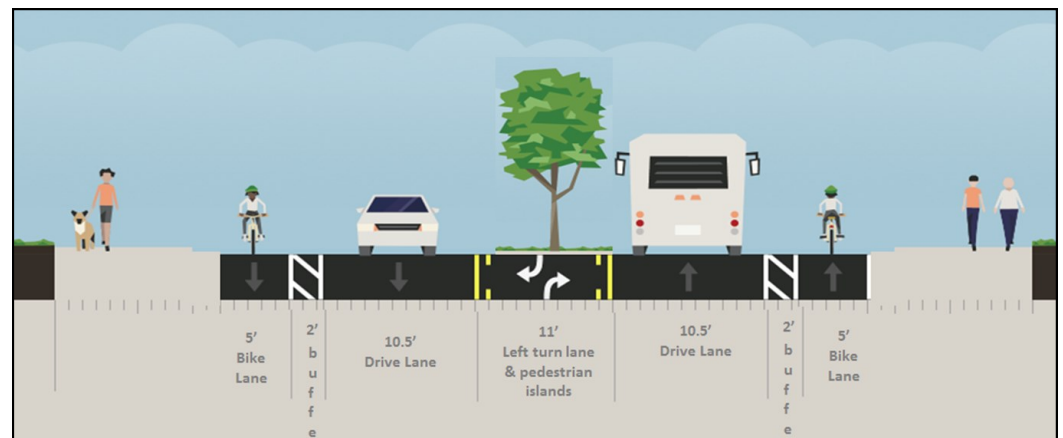 5’
Bike
Lane
2’
b
u
f
f
e
10.5’
Drive Lane
11’
Left turn lane
& pedestrian
islands
10.5’
Drive Lane
2’
b
u
f
f
e
5’
Bike
Lane